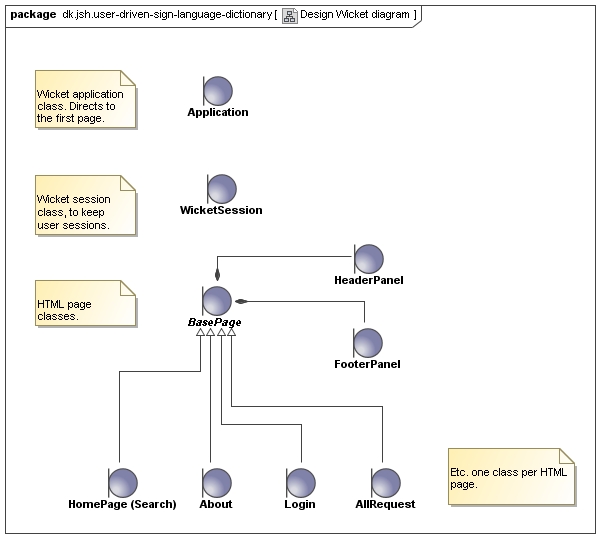 package dk.jsh.user-driven-sign-language-dictionary [ Design Wicket diagram ]
Wicket application
class. Directs to
the first page.
Application
Wicket session
class, to keep
user sessions.
WicketSession
HeaderPanel
HTML page
classes.
BasePage
FooterPanel
HomePage (Search)
About
Login
AllRequest
Etc. one class per HTML
page.